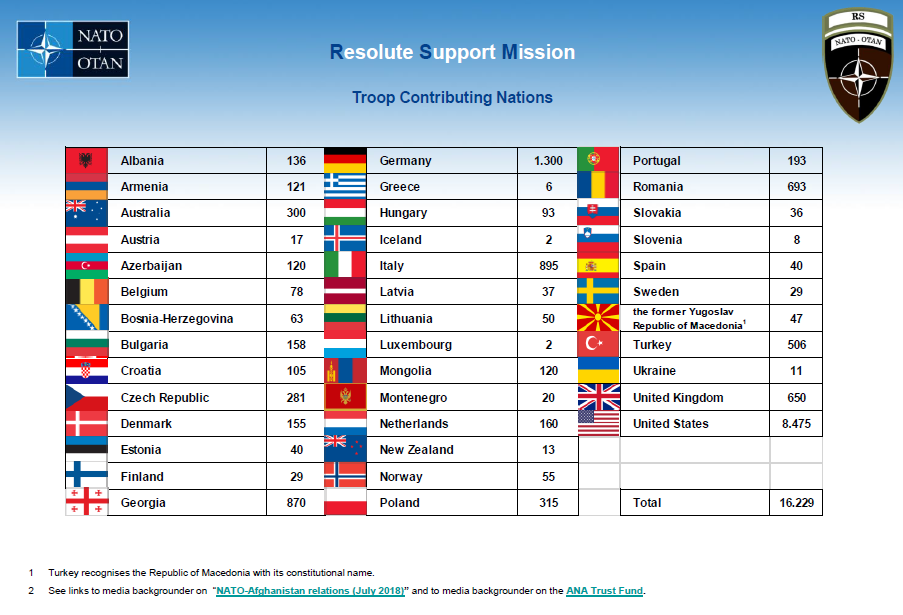 NATO
OTAN
RS
NATO - OTAN
Resolute Support Mission
Troop Contributing Nations
Albania 136 Germany 1.300 Portugal 193
Armenia 121 Greece 6 Romania 693
Australia 300 Hungary 93 Slovakia 36
Austria 17 Iceland 2 Slovenia 8
Azerbaijan 120 Italy 895 Spain 40
Belgium 78 Latvia 37 Sweden 29
Bosnia-Herzegovina 63 Lithuania 50 the former Yugoslav
Republic of Macedonia1 47
Bulgaria 158 Luxembourg 2 Turkey 506
Croatia 105 Mongolia 120 Ukraine 11
Czech Republic 281 Montenegro 20 United Kingdom 650
Denmark 155 Netherlands 160 United States 8.475
Estonia 40 New Zealand 13
Finland 29 Norway 55
Georgia 870 Poland 315 Total 16.229
1 Turkey recognises the Republic of Macedonia with its constitutional name.
2 See links to media backgrounder on "NATO-Afghanistan relations (July 2018)" and to media backgrounder on the ANA Trust Fund.